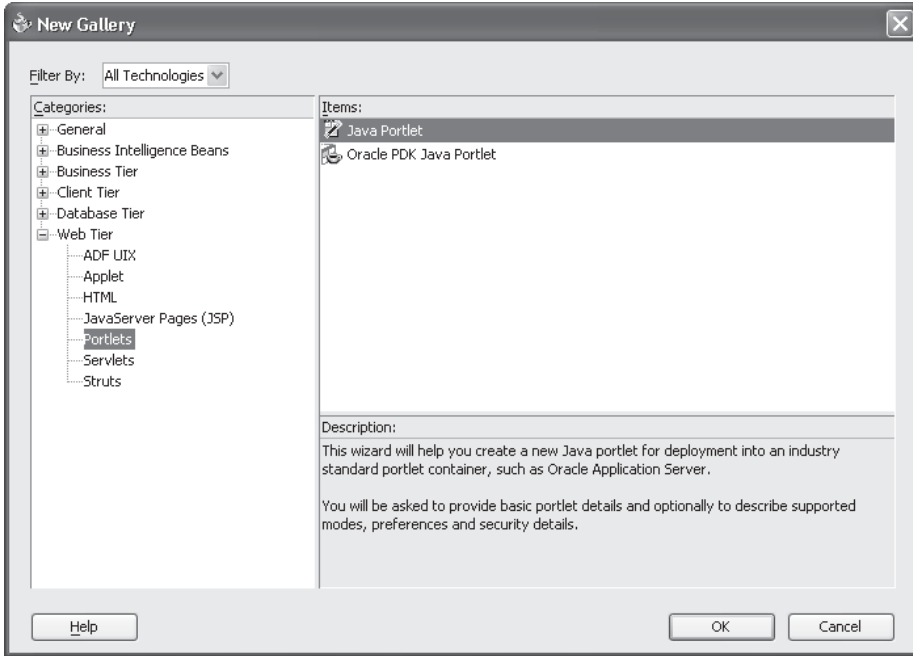 New Gallery
Filter By: All Technologies
Categories:
General
Business Intelligence Beans
Business Tier
Client Tier
Database Tier
Web Tier
ADF UIX
Applet
HTML
JavaServer Pages (JSP)
Portlets
Servlets
Struts
Items:
Java Portlet
Oracle PDK Java Portlet
Description:
This wizard will help you create a new Java portlet for deployment into an industry
standard portlet container, such as Oracle Application Server.
You will be asked to provide basic portlet details and optionally to describe supported
modes, preferences and security details.
Help
OK
Cancel